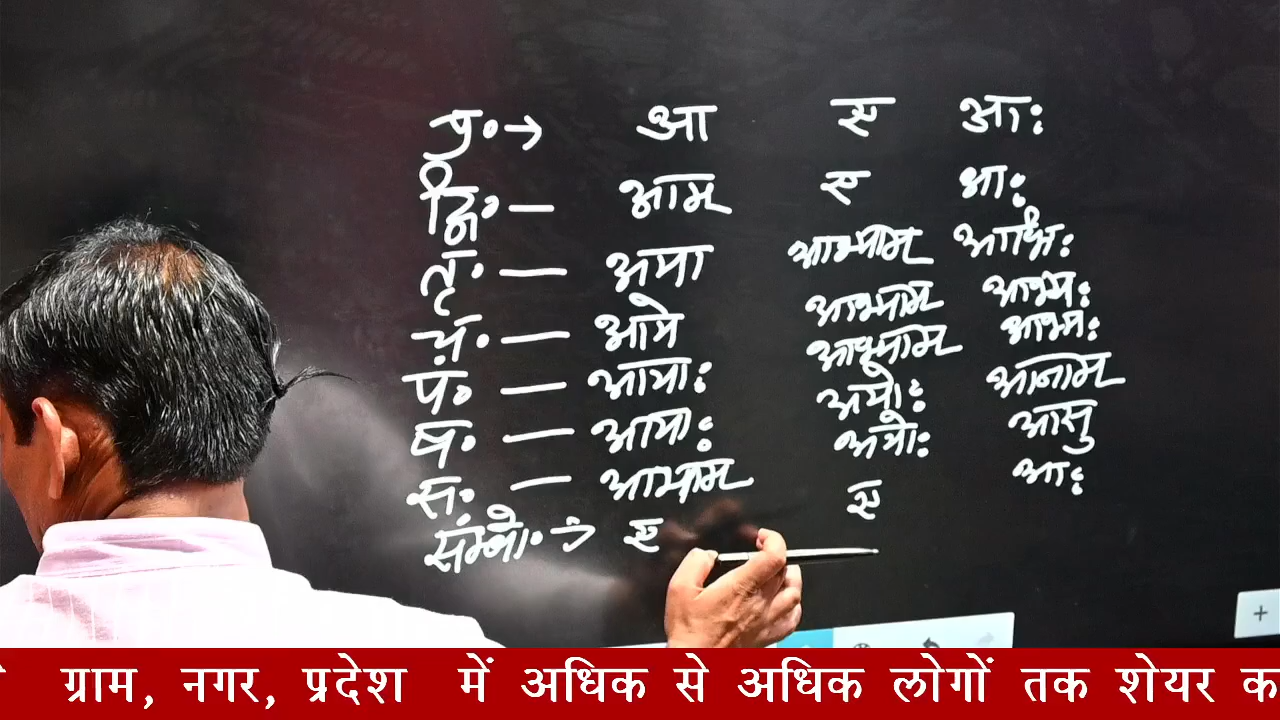 प्र० → आ ए आः
द्वि० — आम् ए आः
तृ० — अया आभ्याम् आभिः
च० — आयै आभ्याम् आभ्यः
पं० — आयाः आभ्याम् आभ्यः
ष० — आयाः अयोः आनाम्
स० — आयाम् अयोः आसु
सम्बो० → ए ए आः
ग्राम, नगर, प्रदेश में अधिक से अधिक लोगों तक शेयर